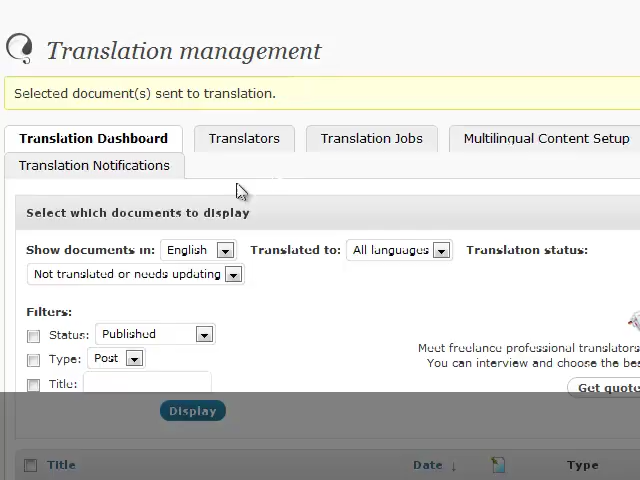 Translation management
Selected document(s) sent to translation.
Translation Dashboard Translators Translation Jobs Multilingual Content Setup
Translation Notifications
Select which documents to display
Show documents in: English Translated to: All languages Translation status:
Not translated or needs updating
Filters:
Status: Published
Type: Post
Title:
Meet freelance professional translators
You can interview and choose the bes
Get quote
Display
Title Date ↓ Type